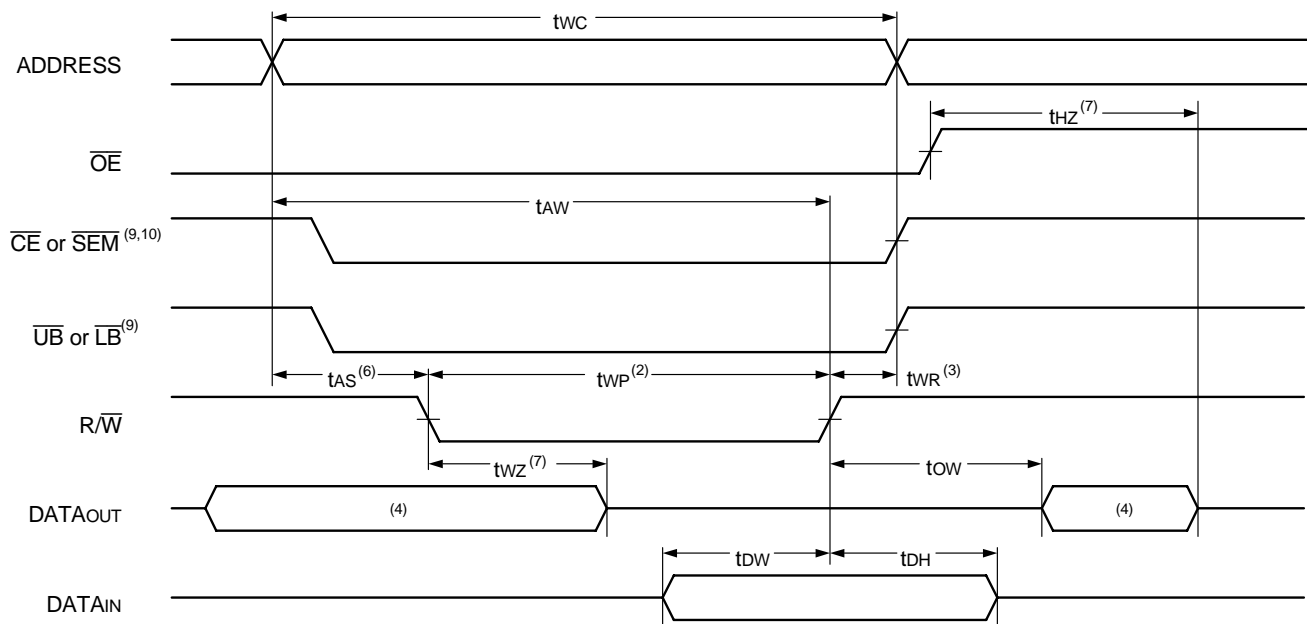 tWC
ADDRESS
tHZ(7)
OE
tAW
CE or SEM (9,10)
UB or LB(9)
tAS(6) tWP(2) tWR(3)
R/W
tWZ(7) tOW
DATAOUT (4) (4)
tDW tDH
DATAIN